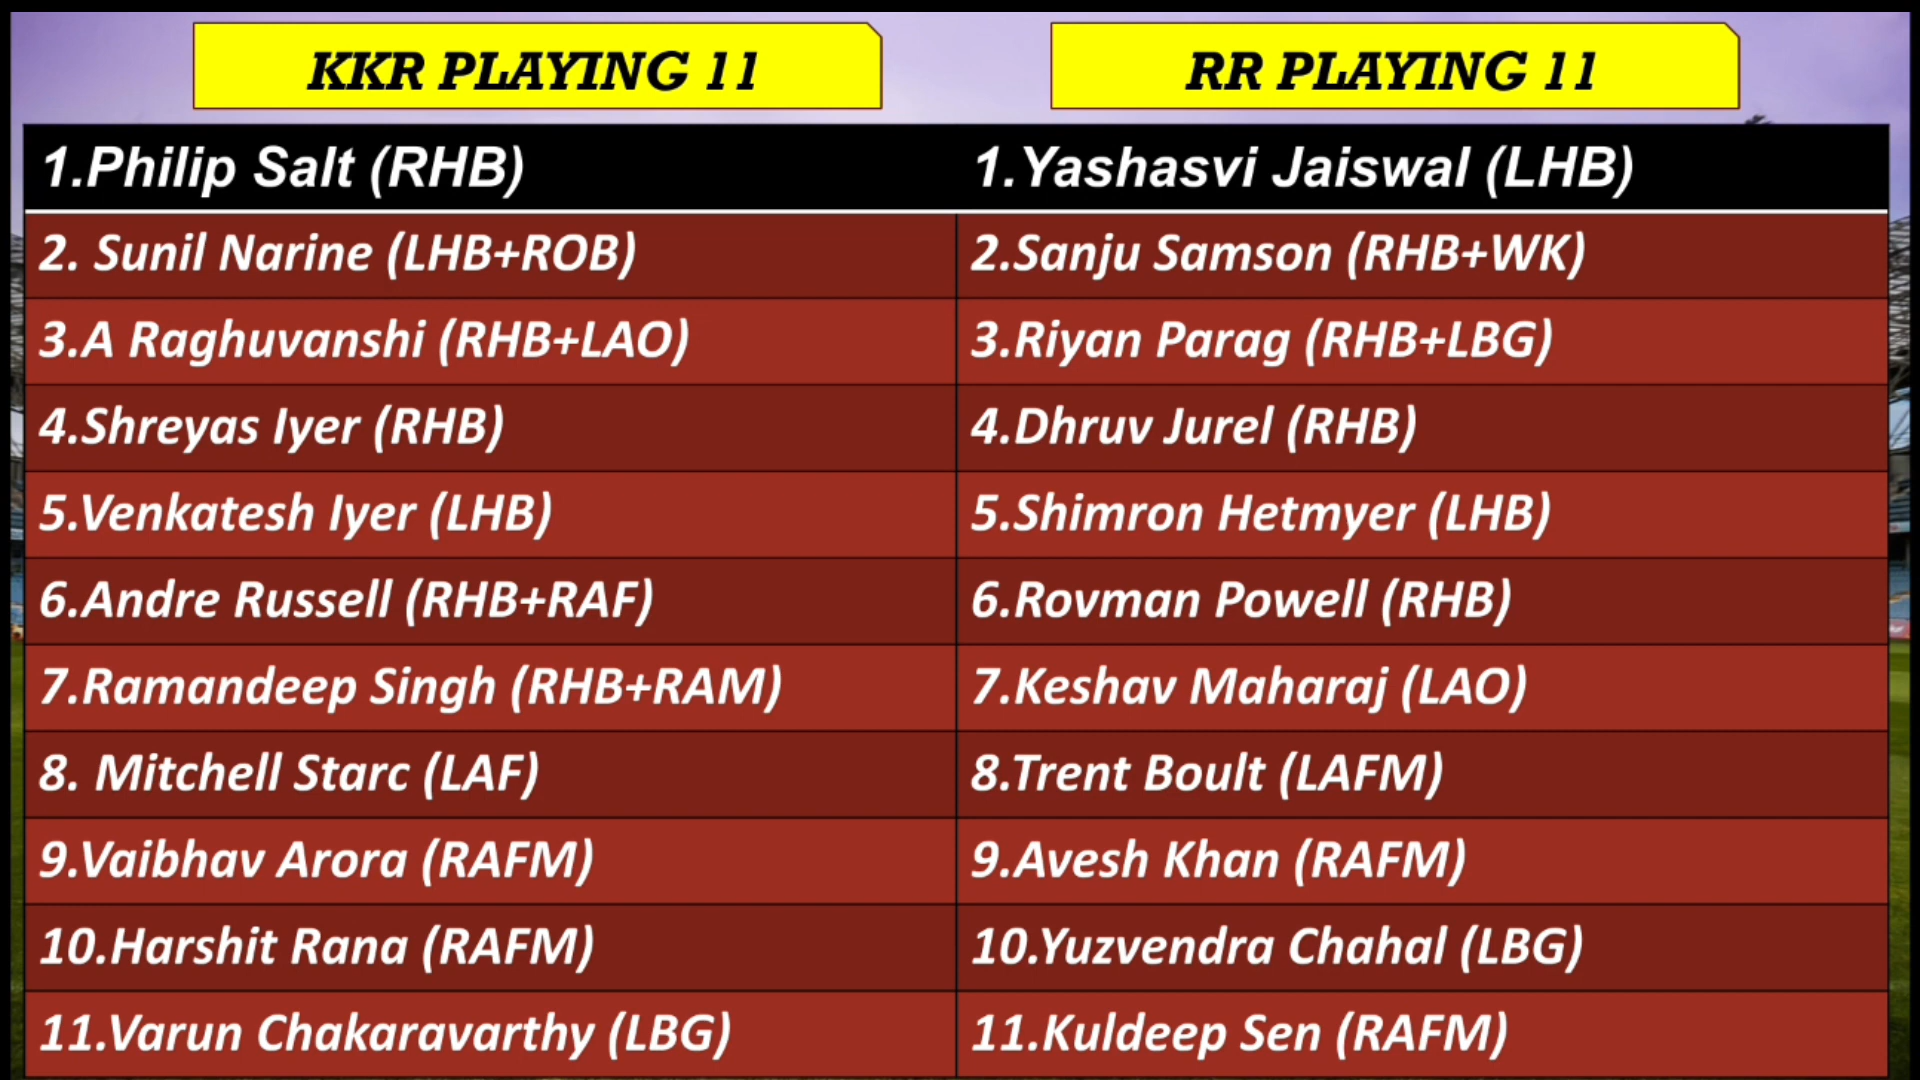 KKR PLAYING 11
RR PLAYING 11
1.Philip Salt (RHB)
1.Yashasvi Jaiswal (LHB)
2. Sunil Narine (LHB+ROB)
2.Sanju Samson (RHB+WK)
3.A Raghuvanshi (RHB+LAO)
3.Riyan Parag (RHB+LBG)
4.Shreyas Iyer (RHB)
4.Dhruv Jurel (RHB)
5.Venkatesh Iyer (LHB)
5.Shimron Hetmyer (LHB)
6.Andre Russell (RHB+RAF)
6.Rovman Powell (RHB)
7.Ramandeep Singh (RHB+RAM)
7.Keshav Maharaj (LAO)
8. Mitchell Starc (LAF)
8.Trent Boult (LAFM)
9.Vaibhav Arora (RAFM)
9.Avesh Khan (RAFM)
10.Harshit Rana (RAFM)
10.Yuzvendra Chahal (LBG)
11.Varun Chakaravarthy (LBG)
11.Kuldeep Sen (RAFM)